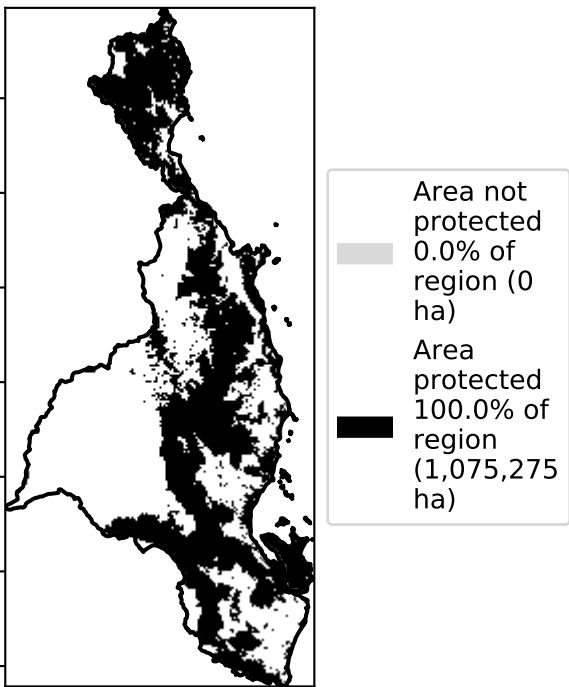 Area not
protected
0.0% of
region (0
ha)
Area
protected
100.0% of
region
(1,075,275
ha)